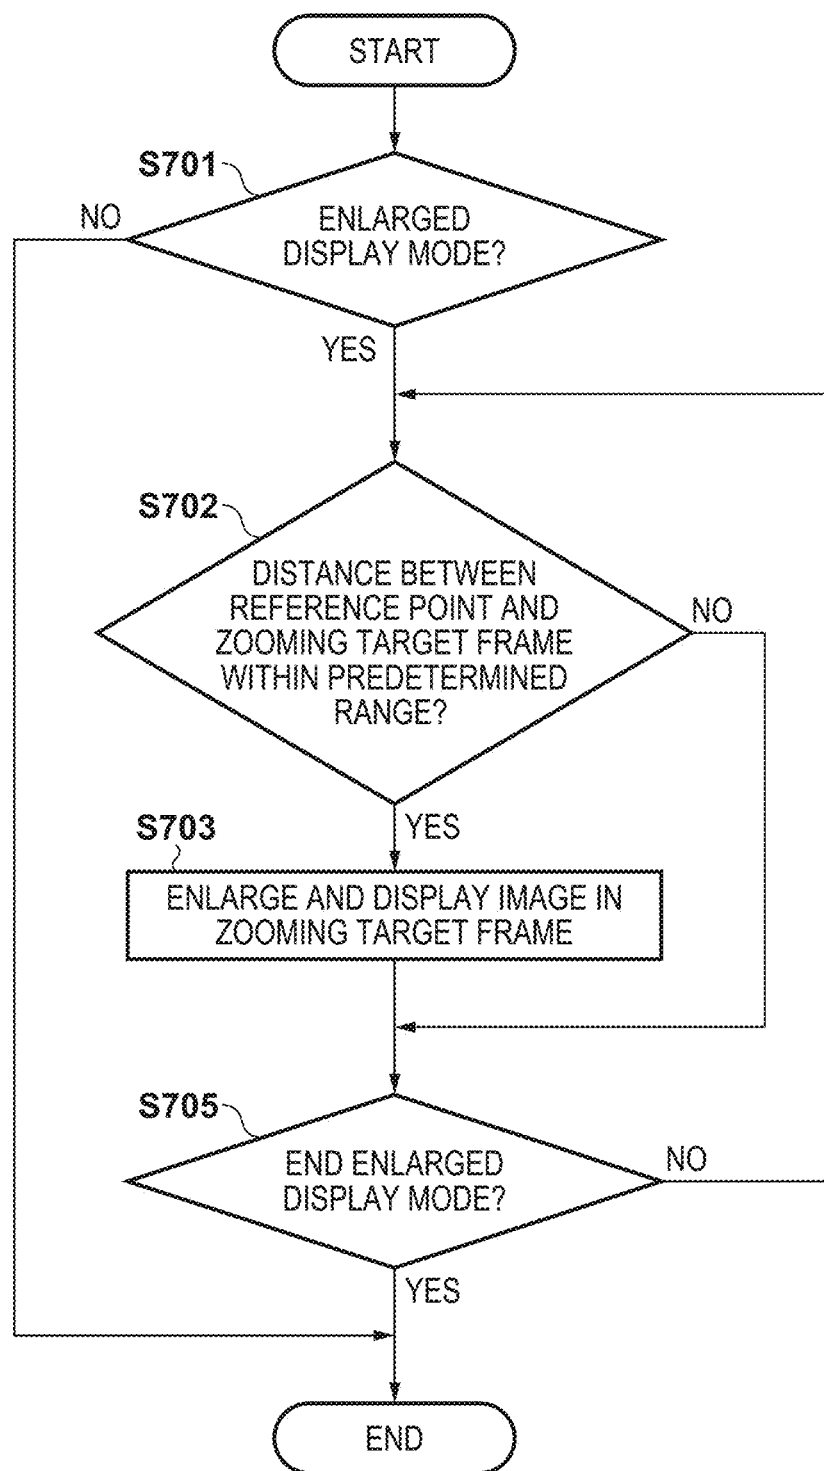 START
S701
NO
ENLARGED
DISPLAY MODE?
YES
S702
DISTANCE BETWEEN
REFERENCE POINT AND
ZOOMING TARGET FRAME
WITHIN PREDETERMINED
RANGE?
NO
YES
S703
ENLARGE AND DISPLAY IMAGE IN
ZOOMING TARGET FRAME
S705
END ENLARGED
DISPLAY MODE?
NO
YES
END